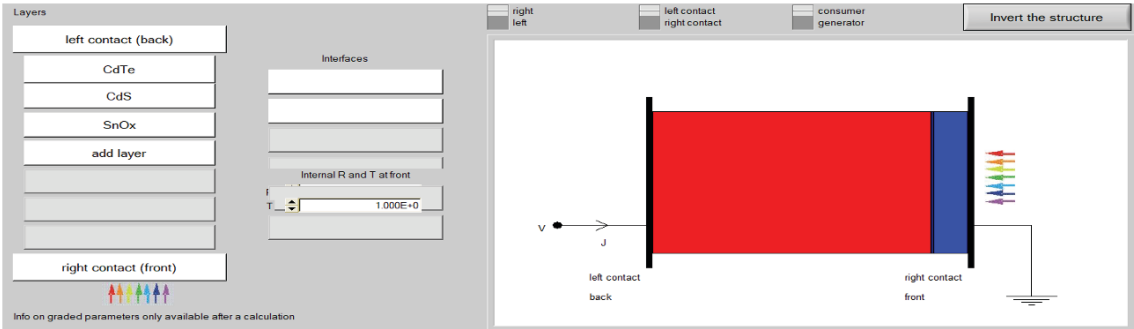 Layers
left contact (back)
CdTe
CdS
SnOx
add layer
right contact (front)
Info on graded parameters only available after a calculation
Interfaces
Internal R and T at front
T
1.000E+0
right
left
left contact
right contact
consumer
generator
Invert the structure
V
J
left contact
back
right contact
front